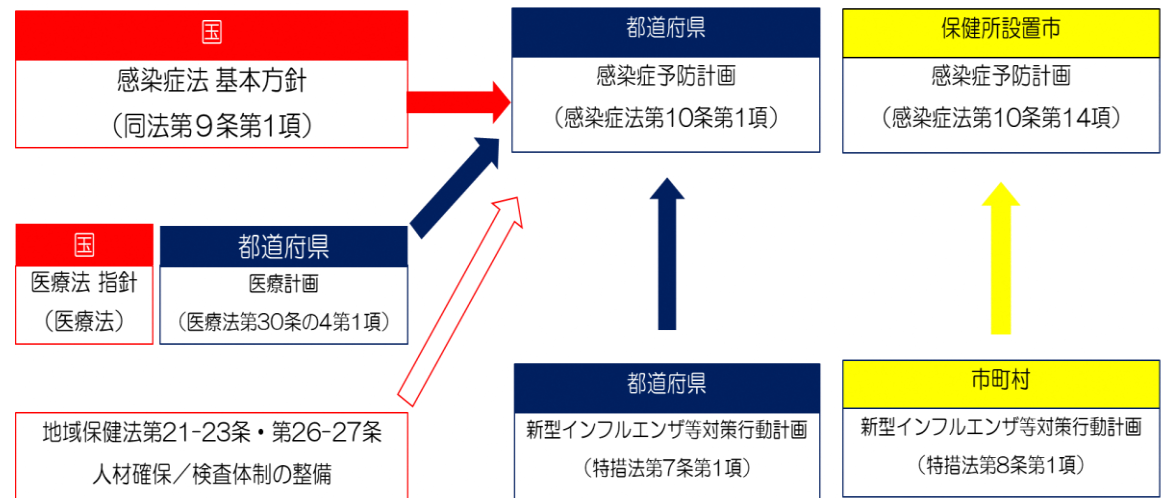 国
感染症法 基本方針
（同法第９条第1項）
都道府県
感染症予防計画
（感染症法第10条第1項）
保健所設置市
感染症予防計画
（感染症法第10条第14項）
国
医療法 指針
（医療法）
都道府県
医療計画
（医療法第30条の4第1項）
地域保健法第21-23条・第26-27条
人材確保／検査体制の整備
都道府県
新型インフルエンザ等対策行動計画
（特措法第7条第1項）
市町村
新型インフルエンザ等対策行動計画
（特措法第8条第1項）